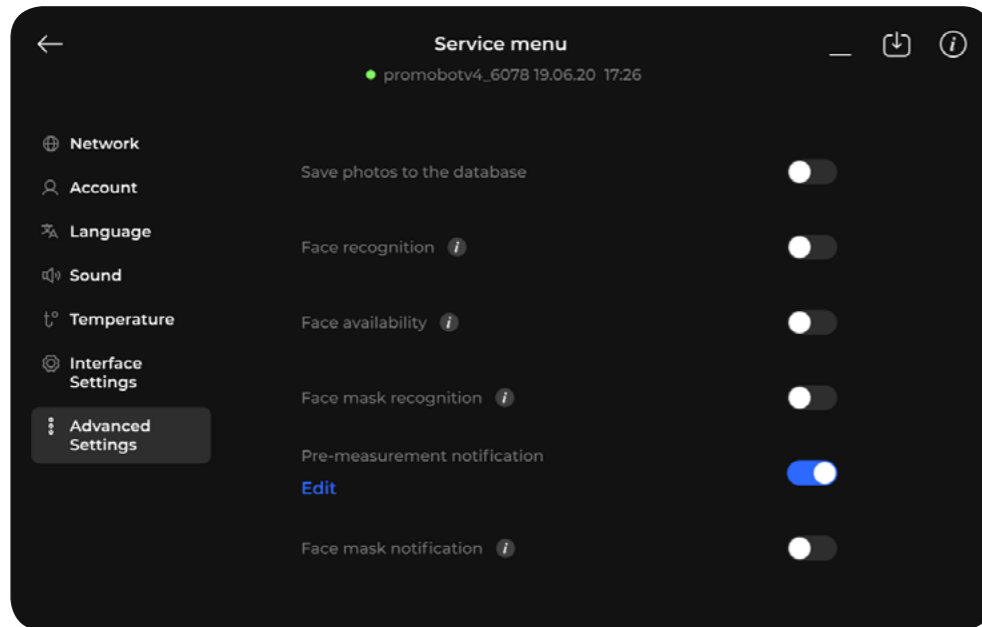 Service menu
promobotv4_6078 19.06.20 17:26
Network
Account
Language
Sound
t° Temperature
Interface
Settings
Advanced
Settings
Save photos to the database
Face recognition i
Face availability i
Face mask recognition i
Pre-measurement notification
Edit
Face mask notification i